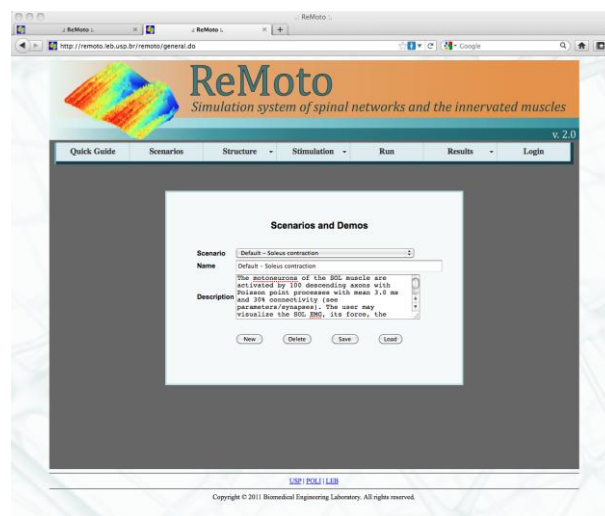 .: ReMoto :.
.: ReMoto :.
.: ReMoto :.
http://remoto.leb.usp.br/remoto/general.do
Google
ReMoto
Simulation system of spinal networks and the innervated muscles
v. 2.0
Quick Guide Scenarios Structure Stimulation Run Results Login
Scenarios and Demos
Scenario Default – Soleus contraction
Name Default – Soleus contraction
The motoneurons of the SOL muscle are
activated by 100 descending axons with
Poisson point processes with mean 3.0 ms
Description and 30% connectivity (see
parameters/synapses). The user may
visualize the SOL EMG, its force, the
New Delete Save Load
USP | POLI | LEB
Copyright © 2011 Biomedical Engineering Laboratory. All rights reserved.